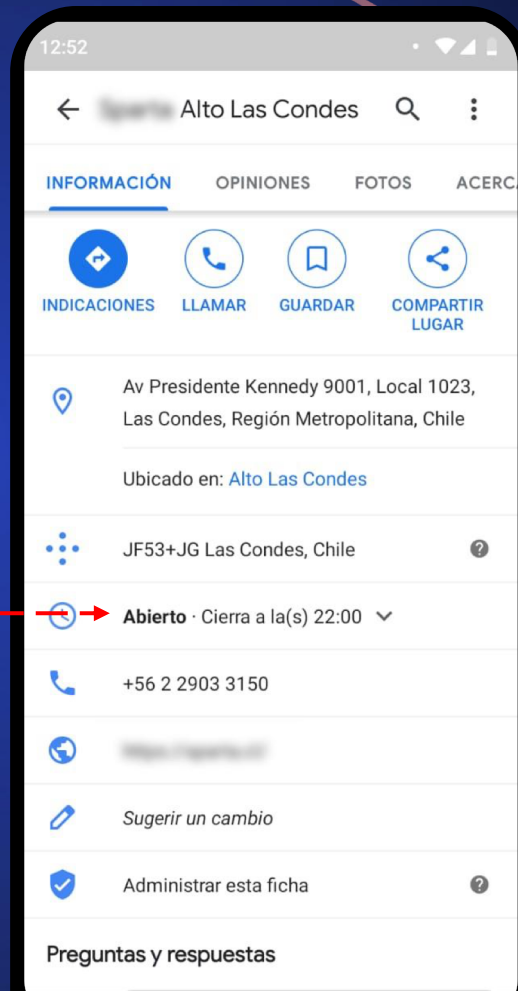 12:52
Alto Las Condes
INFORMACIÓN OPINIONES FOTOS ACERC
INDICACIONES LLAMAR GUARDAR COMPARTIR
LUGAR
Av Presidente Kennedy 9001, Local 1023,
Las Condes, Región Metropolitana, Chile
Ubicado en: Alto Las Condes
JF53+JG Las Condes, Chile
Abierto · Cierra a la(s) 22:00
+56 2 2903 3150
Sugerir un cambio
Administrar esta ficha
Preguntas y respuestas